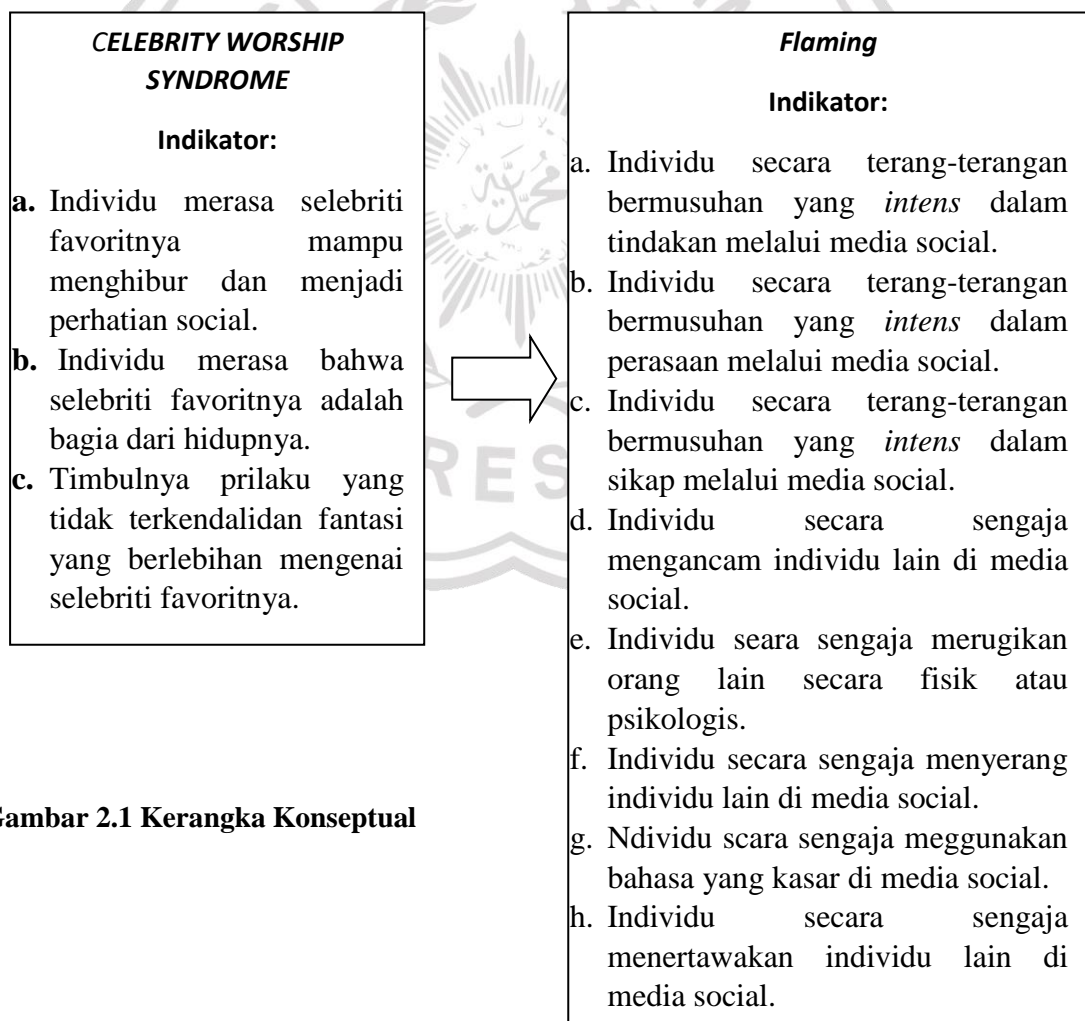 CELEBRITY WORSHIP
SYNDROME
Indikator:
a. Individu merasa selebriti
favoritnya mampu
menghibur dan menjadi
perhatian social.
b. Individu merasa bahwa
selebriti favoritnya adalah
bagia dari hidupnya.
c. Timbulnya prilaku yang
tidak terkendalidan fantasi
yang berlebihan mengenai
selebriti favoritnya.
Gambar 2.1 Kerangka Konseptual
Flaming
Indikator:
a. Individu secara terang-terangan
bermusuhan yang intens dalam
tindakan melalui media social.
b. Individu secara terang-terangan
bermusuhan yang intens dalam
perasaan melalui media social.
c. Individu secara terang-terangan
bermusuhan yang intens dalam
sikap melalui media social.
d. Individu secara sengaja
mengancam individu lain di media
social.
e. Individu seara sengaja merugikan
orang lain secara fisik atau
psikologis.
f. Individu secara sengaja menyerang
individu lain di media social.
g. Ndividu scara sengaja meggunakan
bahasa yang kasar di media social.
h. Individu secara sengaja
menertawakan individu lain di
media social.
RES